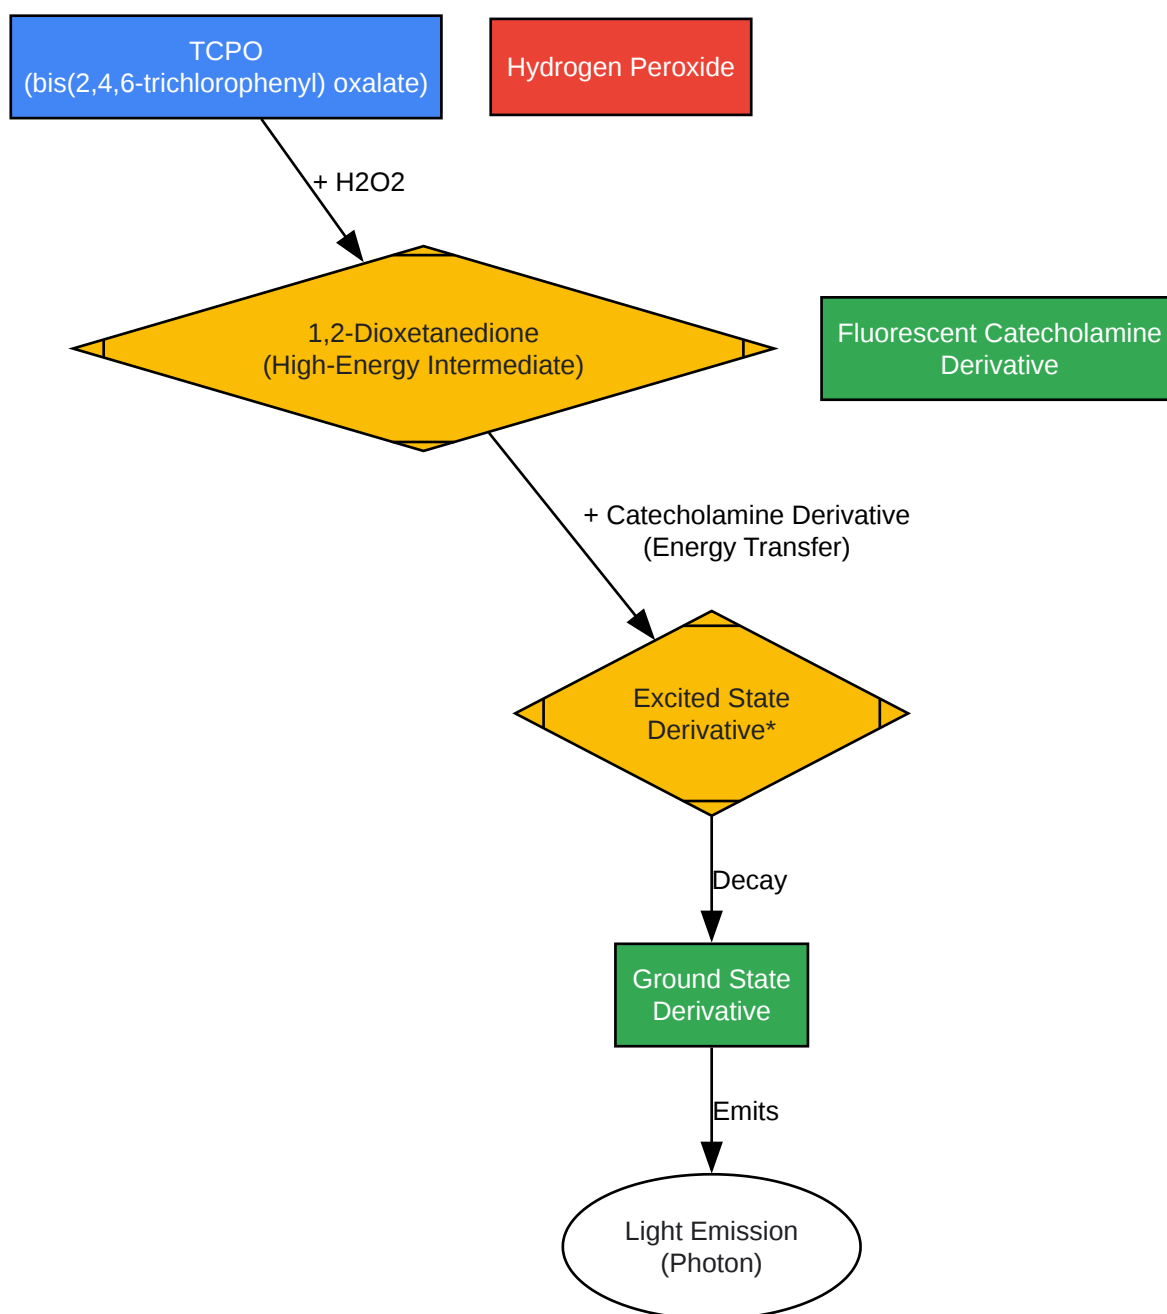 TCPO
(bis(2,4,6-trichlorophenyl) oxalate)
Hydrogen Peroxide
+ H2O2
1,2-Dioxetanedione
(High-Energy Intermediate)
Fluorescent Catecholamine
Derivative
+ Catecholamine Derivative
(Energy Transfer)
Excited State
Derivative*
Decay
Ground State
Derivative
Emits
Light Emission
(Photon)